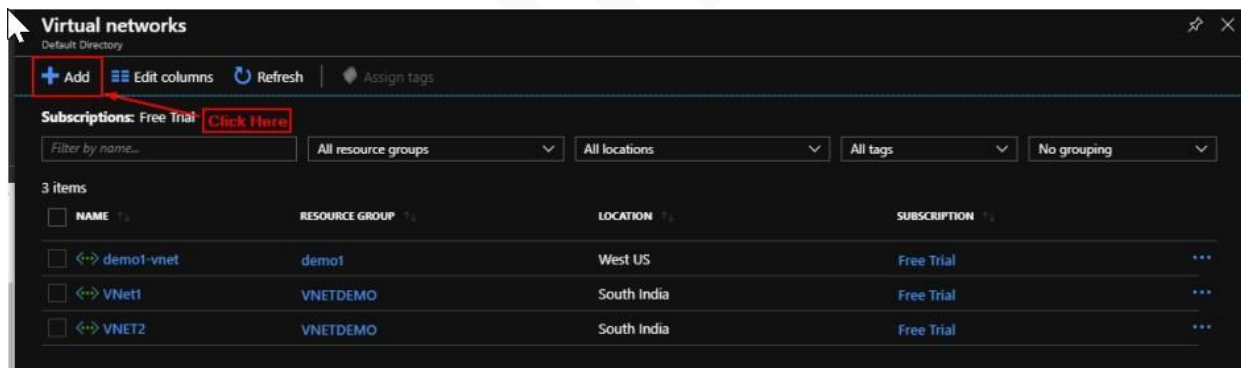 Virtual networks
Default Directory
Add Edit columns Refresh Assign tags
Subscriptions: Free Trial Click Here
Filter by name... All resource groups All locations All tags No grouping
3 items
NAME RESOURCE GROUP LOCATION SUBSCRIPTION
demo1-vnet demo1 West US Free Trial
VNet1 VNETDEMO South India Free Trial
VNET2 VNETDEMO South India Free Trial